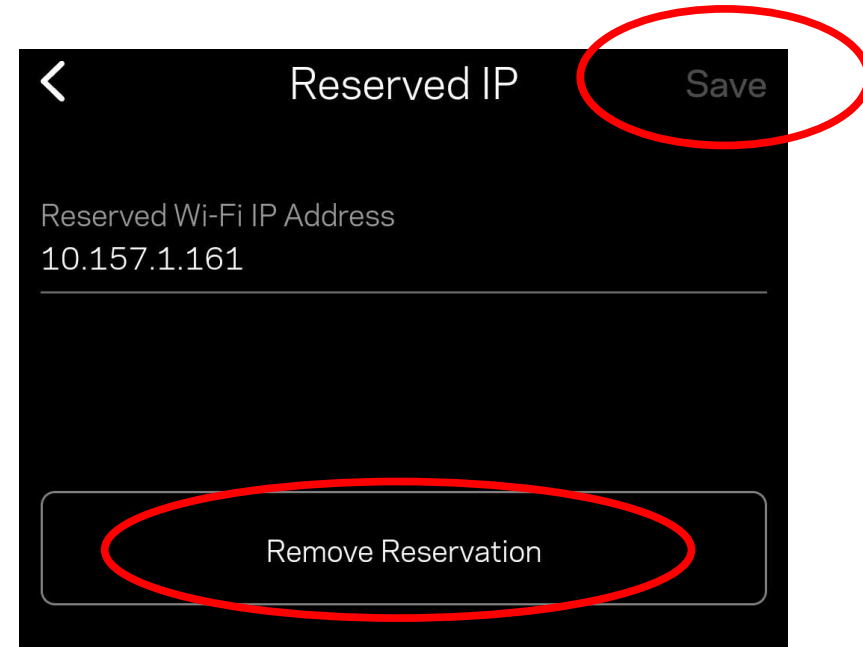 Reserved IP
Save
Reserved Wi-Fi IP Address
10.157.1.161
Remove Reservation